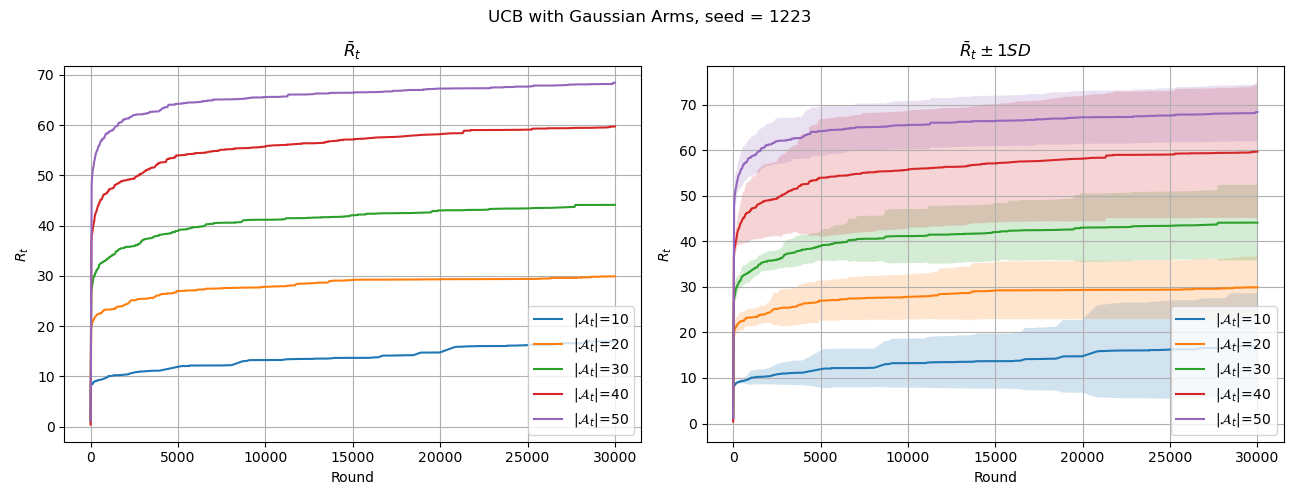 UCB with Gaussian Arms, seed = 1223
R̄ₜ
R̄ₜ ± 1SD
70
60
50
40
30
20
10
0
Rₜ
0 5000 10000 15000 20000 25000 30000
Round
|𝒜ₜ|=10
|𝒜ₜ|=20
|𝒜ₜ|=30
|𝒜ₜ|=40
|𝒜ₜ|=50
70
60
50
40
30
20
10
0
Rₜ
0 5000 10000 15000 20000 25000 30000
Round
|𝒜ₜ|=10
|𝒜ₜ|=20
|𝒜ₜ|=30
|𝒜ₜ|=40
|𝒜ₜ|=50